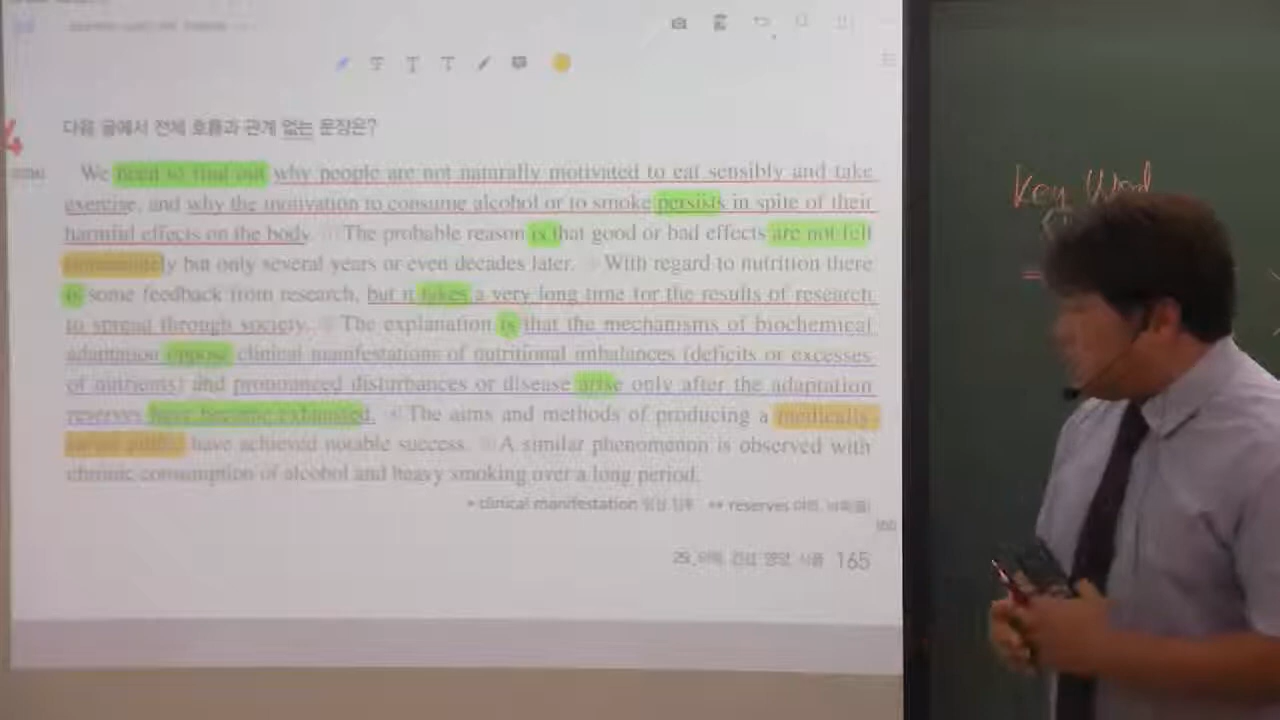 4
다음 글에서 전체 흐름과 관계 없는 문장은?
Key Word
We need to find out why people are not naturally motivated to eat sensibly and take
exercise, and why the motivation to consume alcohol or to smoke persists in spite of their
harmful effects on the body. The probable reason is that good or bad effects are not felt
immediately but only several years or even decades later. With regard to nutrition there
is some feedback from research, but it takes a very long time for the results of research
to spread through society. The explanation is that the mechanisms of biochemical
adaptation oppose clinical manifestations of nutritional imbalances (deficits or excesses
of nutrients) and pronounced disturbances or disease arise only after the adaptation
reserves have become exhausted. The aims and methods of producing a medically
have achieved notable success. A similar phenomenon is observed with
chronic consumption of alcohol and heavy smoking over a long period.
* clinical manifestation 임상 ** reserves
165